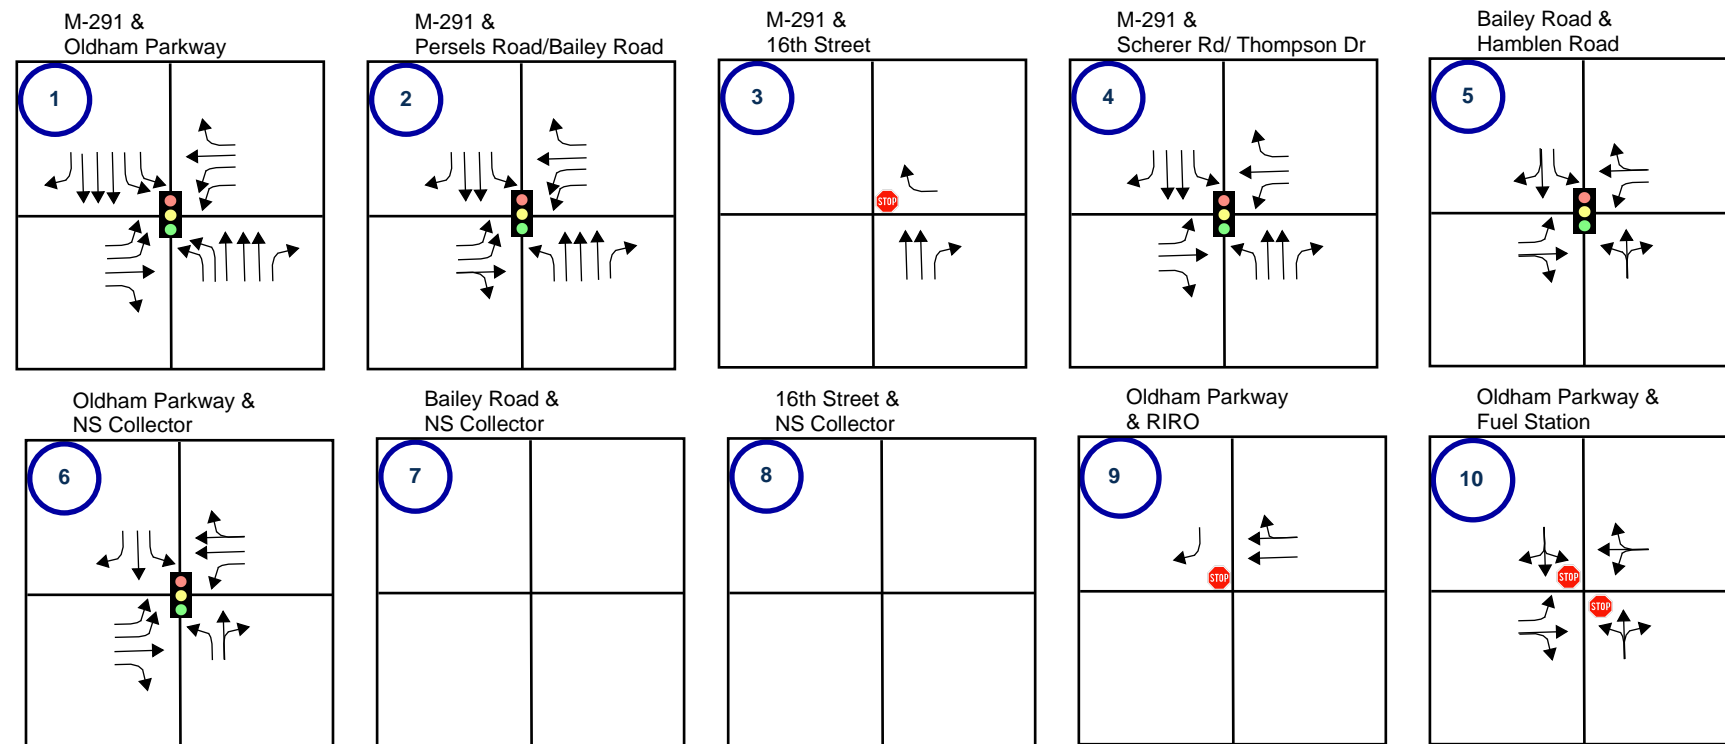 M-291 &
Oldham Parkway
1
M-291 &
Persels Road/Bailey Road
2
M-291 &
16th Street
3
STOP
M-291 &
Scherer Rd/ Thompson Dr
4
Bailey Road &
Hamblen Road
5
Oldham Parkway &
NS Collector
6
Bailey Road &
NS Collector
7
16th Street &
NS Collector
8
Oldham Parkway
& RIRO
9
STOP
Oldham Parkway &
Fuel Station
10
STOP
STOP